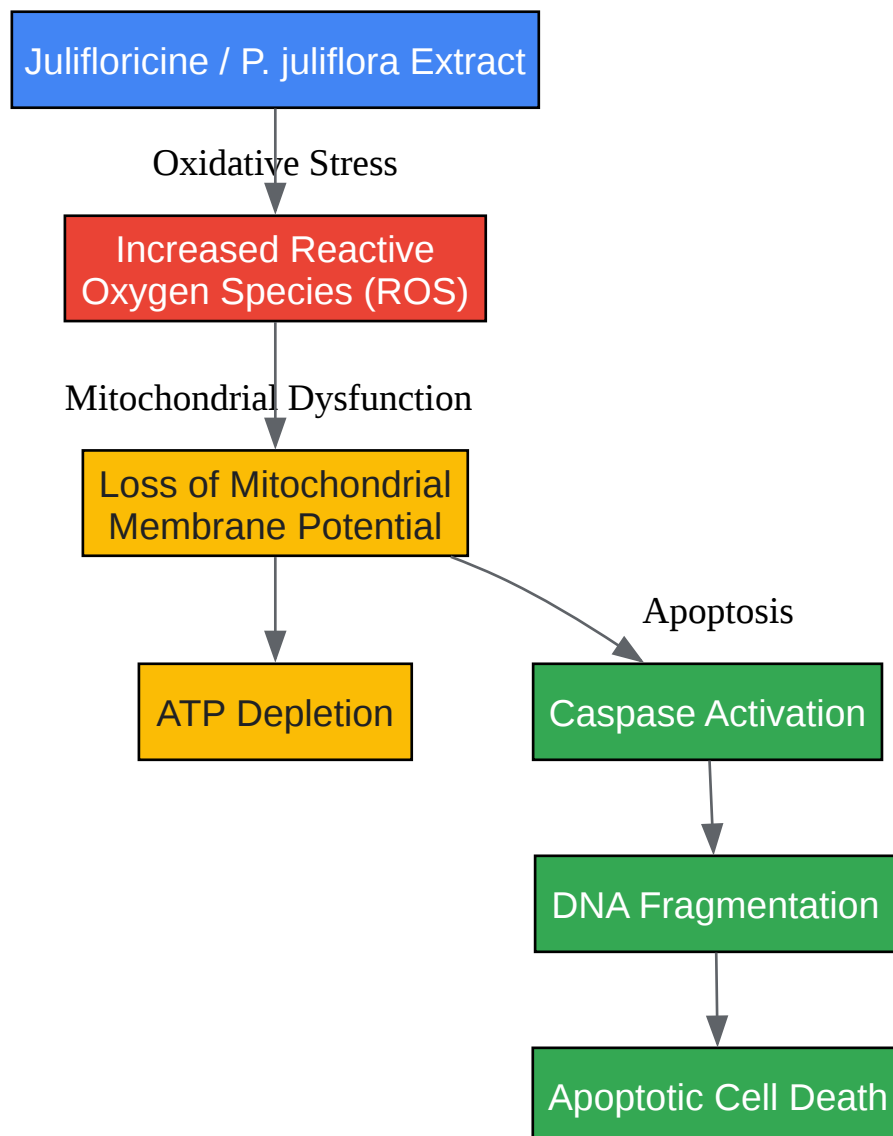 Julifloricine / P. juliflora Extract
Oxidative Stress
Increased Reactive
Oxygen Species (ROS)
Mitochondrial Dysfunction
Loss of Mitochondrial
Membrane Potential
Apoptosis
ATP Depletion
Caspase Activation
DNA Fragmentation
Apoptotic Cell Death